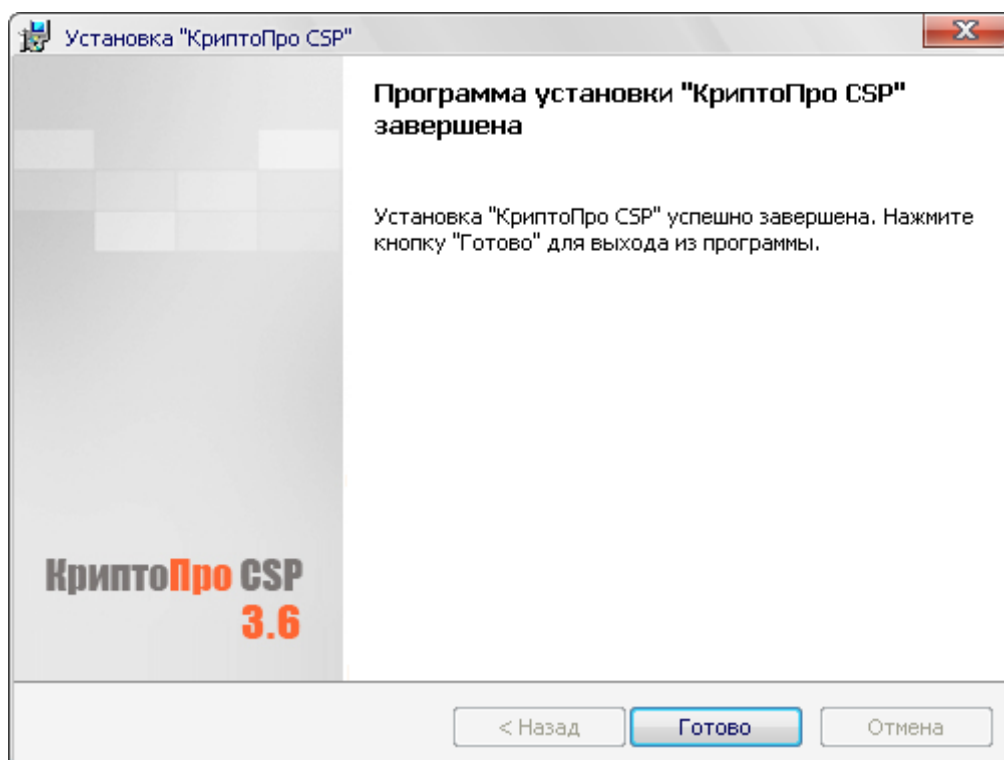 Установка "КриптоПро CSP"
Программа установки "КриптоПро CSP"
завершена
Установка "КриптоПро CSP" успешно завершена. Нажмите
кнопку "Готово" для выхода из программы.
КриптоПро CSP
3.6
< Назад
Готово
Отмена